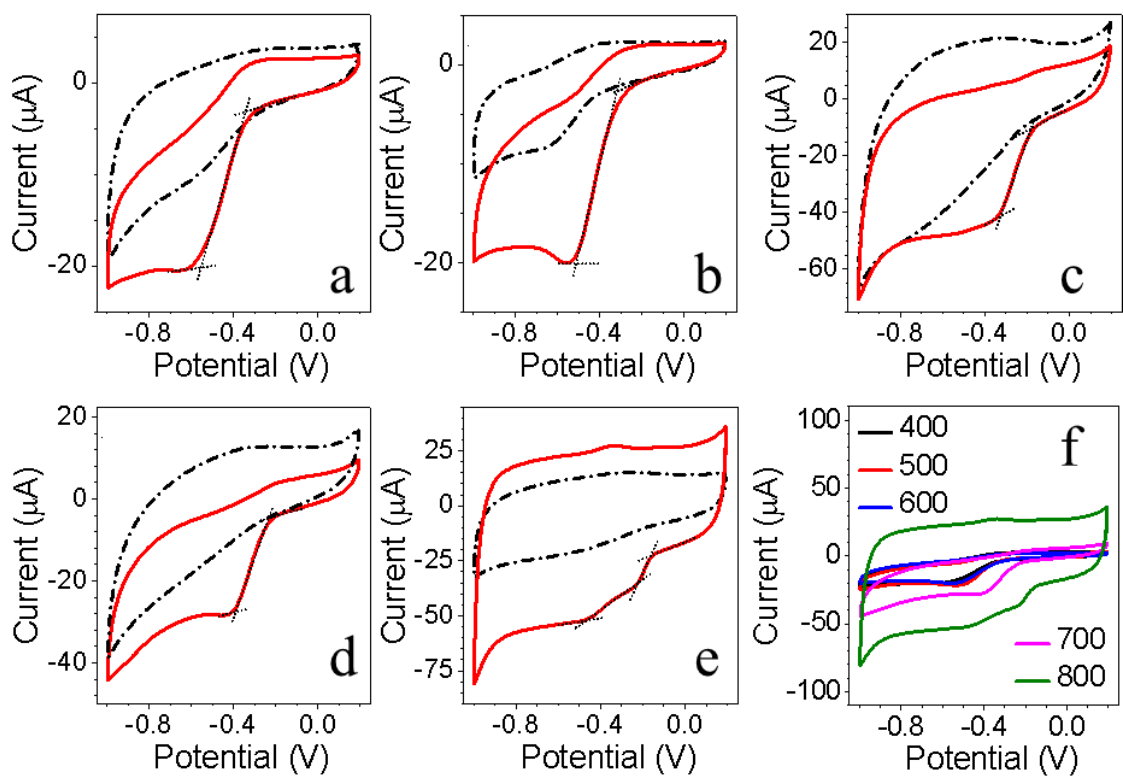 0
-20
Current (μA)
a
-0.8 -0.4 0.0
Potential (V)
0
-20
Current (μA)
b
-0.8 -0.4 0.0
Potential (V)
20
0
-20
-40
-60
Current (μA)
c
-0.8 -0.4 0.0
Potential (V)
20
0
-20
-40
Current (μA)
d
-0.8 -0.4 0.0
Potential (V)
25
0
-25
-50
-75
Current (μA)
e
-0.8 -0.4 0.0
Potential (V)
100
50
0
-50
-100
Current (μA)
400
500
600
f
700
800
-0.8 -0.4 0.0
Potential (V)